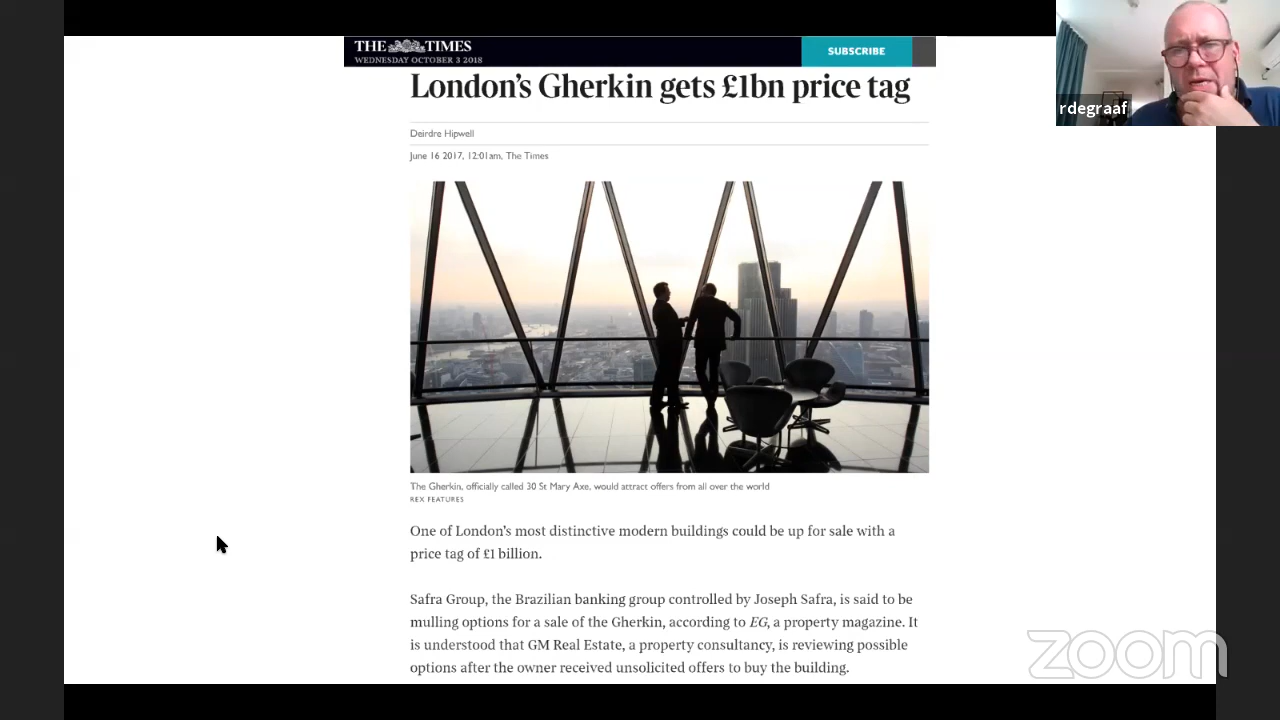 THE TIMES
WEDNESDAY OCTOBER 3 2018
SUBSCRIBE
rdegraaf
London's Gherkin gets £1bn price tag
Deirdre Hipwell
June 16 2017, 12:01am, The Times
The Gherkin, officially called 30 St Mary Axe, would attract offers from all over the world
REX FEATURES
One of London's most distinctive modern buildings could be up for sale with a
price tag of £1 billion.
Safra Group, the Brazilian banking group controlled by Joseph Safra, is said to be
mulling options for a sale of the Gherkin, according to EG, a property magazine. It
is understood that GM Real Estate, a property consultancy, is reviewing possible
options after the owner received unsolicited offers to buy the building.
zoom